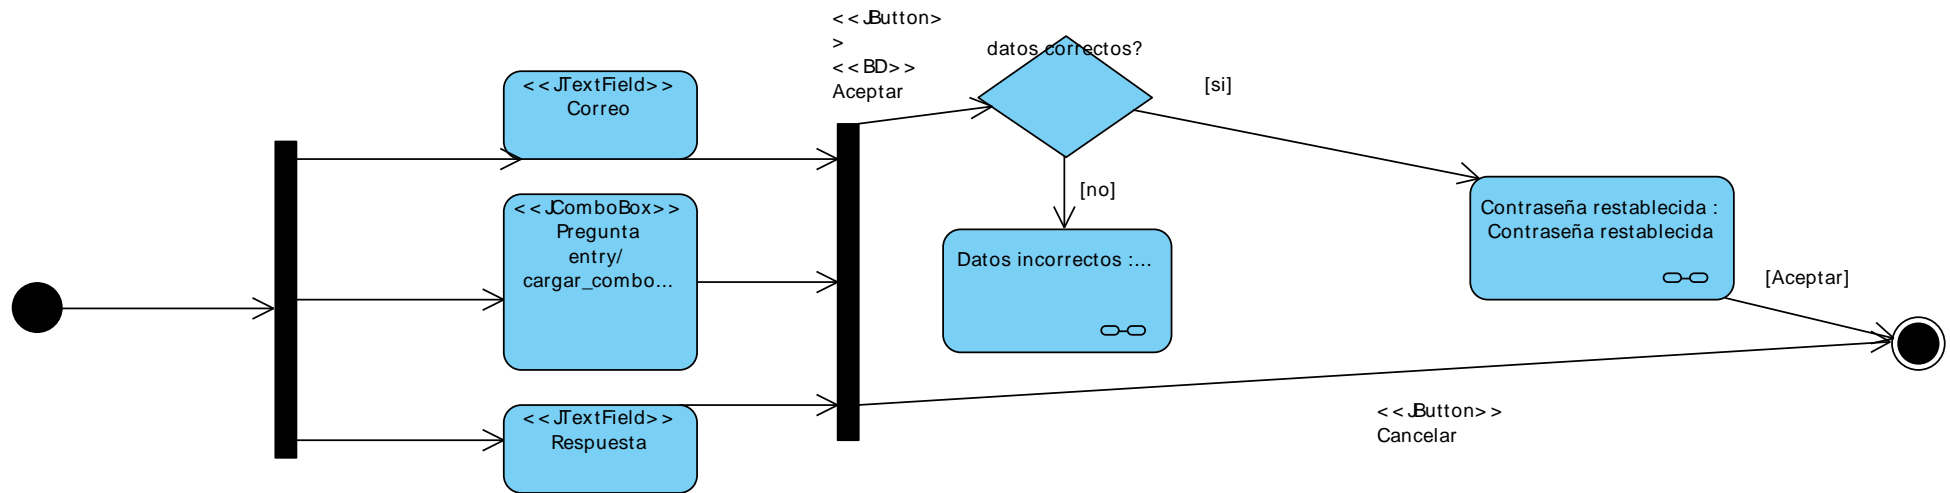 <<JTextField>>
Correo
<<JComboBox>>
Pregunta
entry/
cargar_combo...
<<JTextField>>
Respuesta
<<JButton>
>
<<BD>>
Aceptar
datos correctos?
[si]
[no]
Datos incorrectos :...
Contraseña restablecida :
Contraseña restablecida
[Aceptar]
<<JButton>>
Cancelar